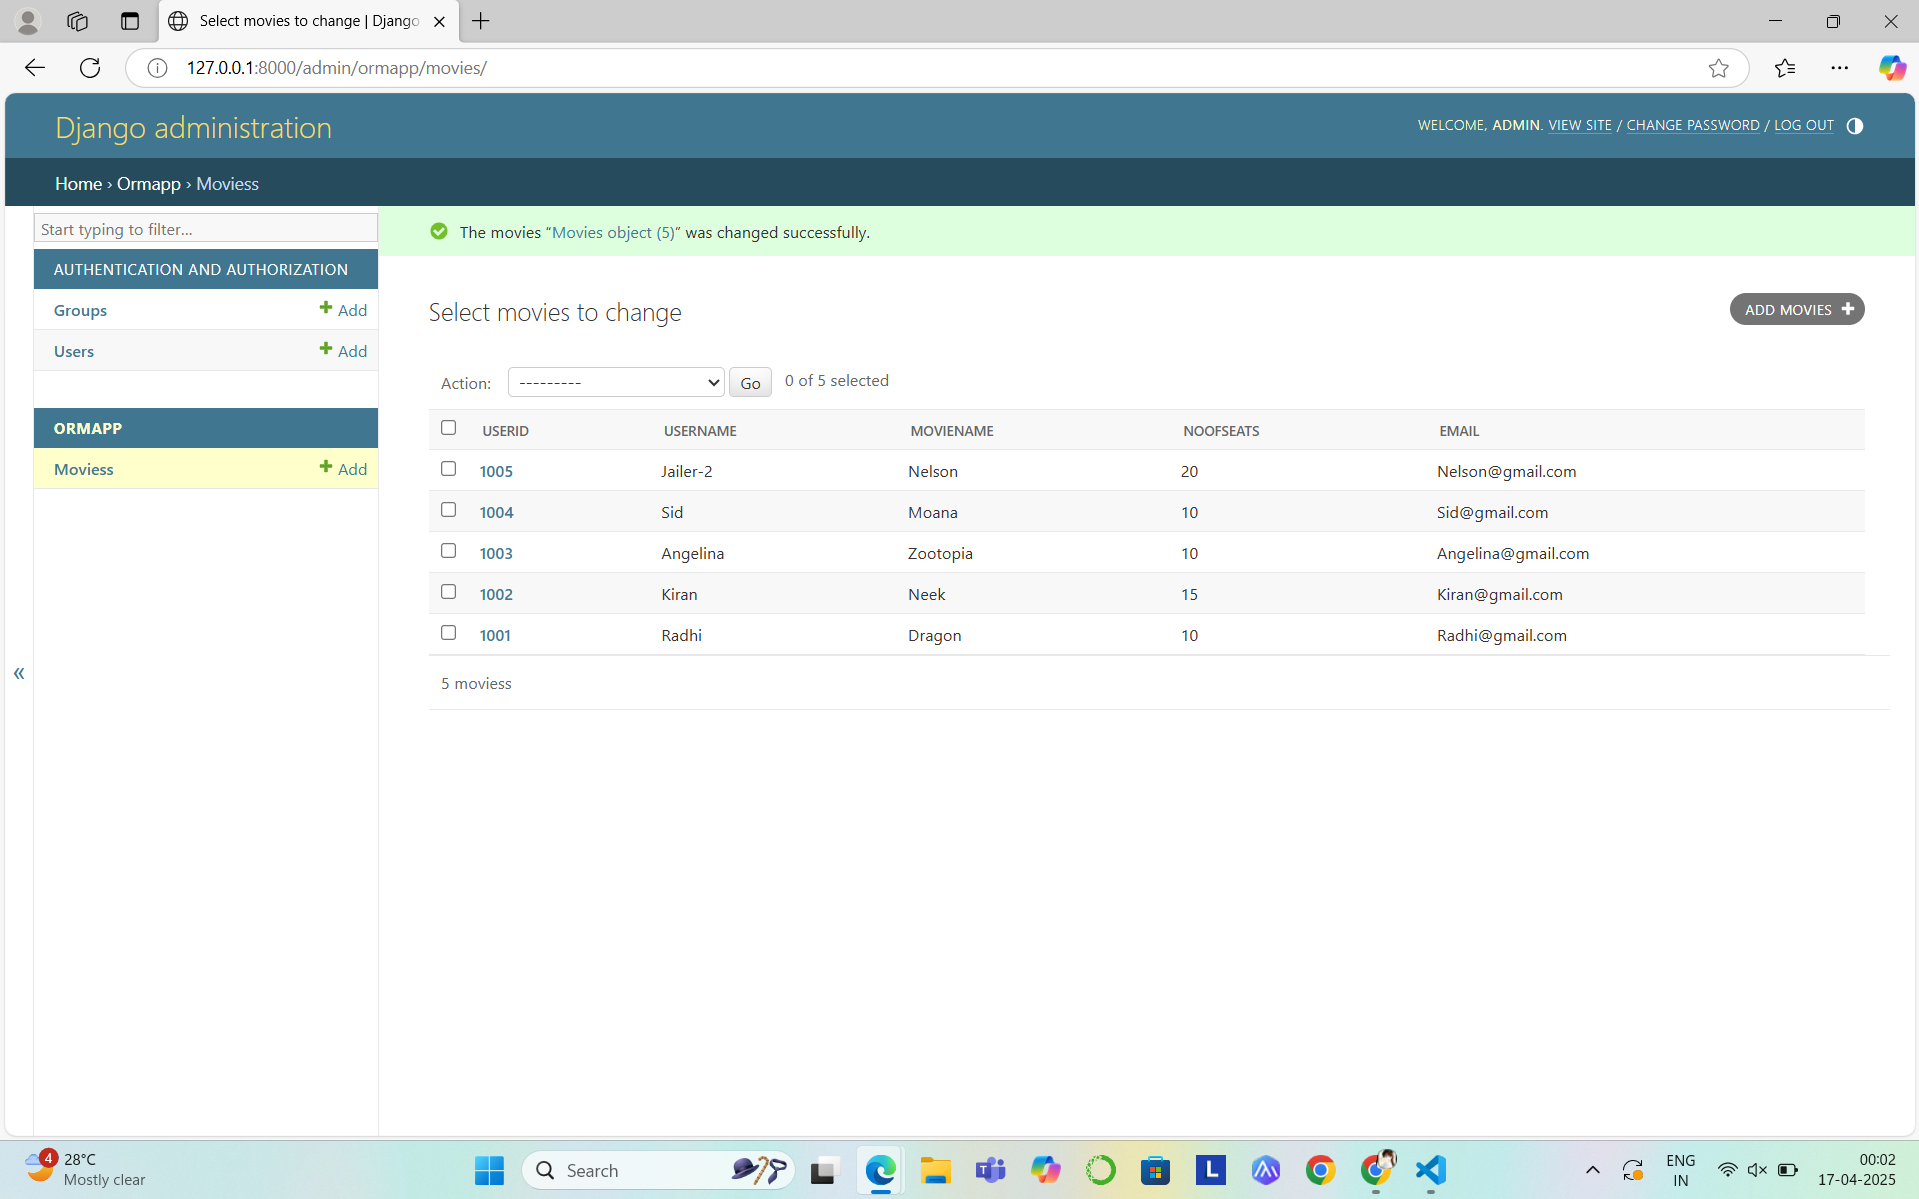 Select movies to change | Django
127.0.0.1:8000/admin/ormapp/movies/
Django administration
WELCOME, ADMIN. VIEW SITE / CHANGE PASSWORD / LOG OUT
Home › Ormapp › Moviess
Start typing to filter...
AUTHENTICATION AND AUTHORIZATION
Groups Add
Users Add
ORMAPP
Moviess Add
«
The movies “Movies object (5)” was changed successfully.
Select movies to change
ADD MOVIES
Action: --------- Go 0 of 5 selected
USERID USERNAME MOVIENAME NOOFSEATS EMAIL
1005 Jailer-2 Nelson 20 Nelson@gmail.com
1004 Sid Moana 10 Sid@gmail.com
1003 Angelina Zootopia 10 Angelina@gmail.com
1002 Kiran Neek 15 Kiran@gmail.com
1001 Radhi Dragon 10 Radhi@gmail.com
5 moviess
4
28°C
Mostly clear
Search
L
ENG
IN
00:02
17-04-2025